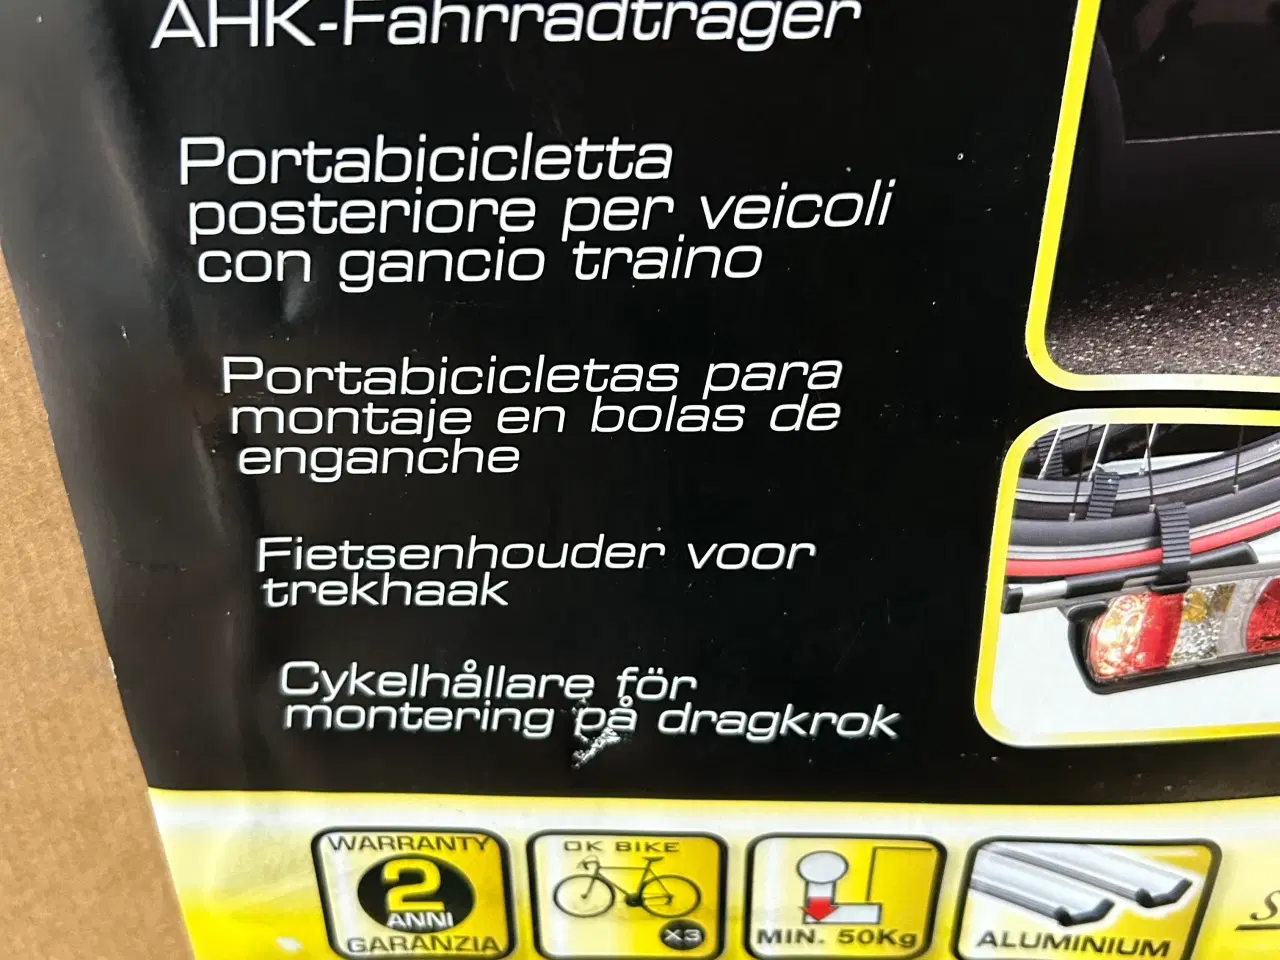 AHK-Fahrradträger
Portabicicletta
posteriore per veicoli
con gancio traino
Portabicicletas para
montaje en bolas de
enganche
Fietsenhouder voor
trekhaak
Cykelhållare för
montering på dragkrok
WARRANTY
2
ANNI
GARANZIA
OK BIKE
X3
MIN. 50Kg
ALUMINIUM